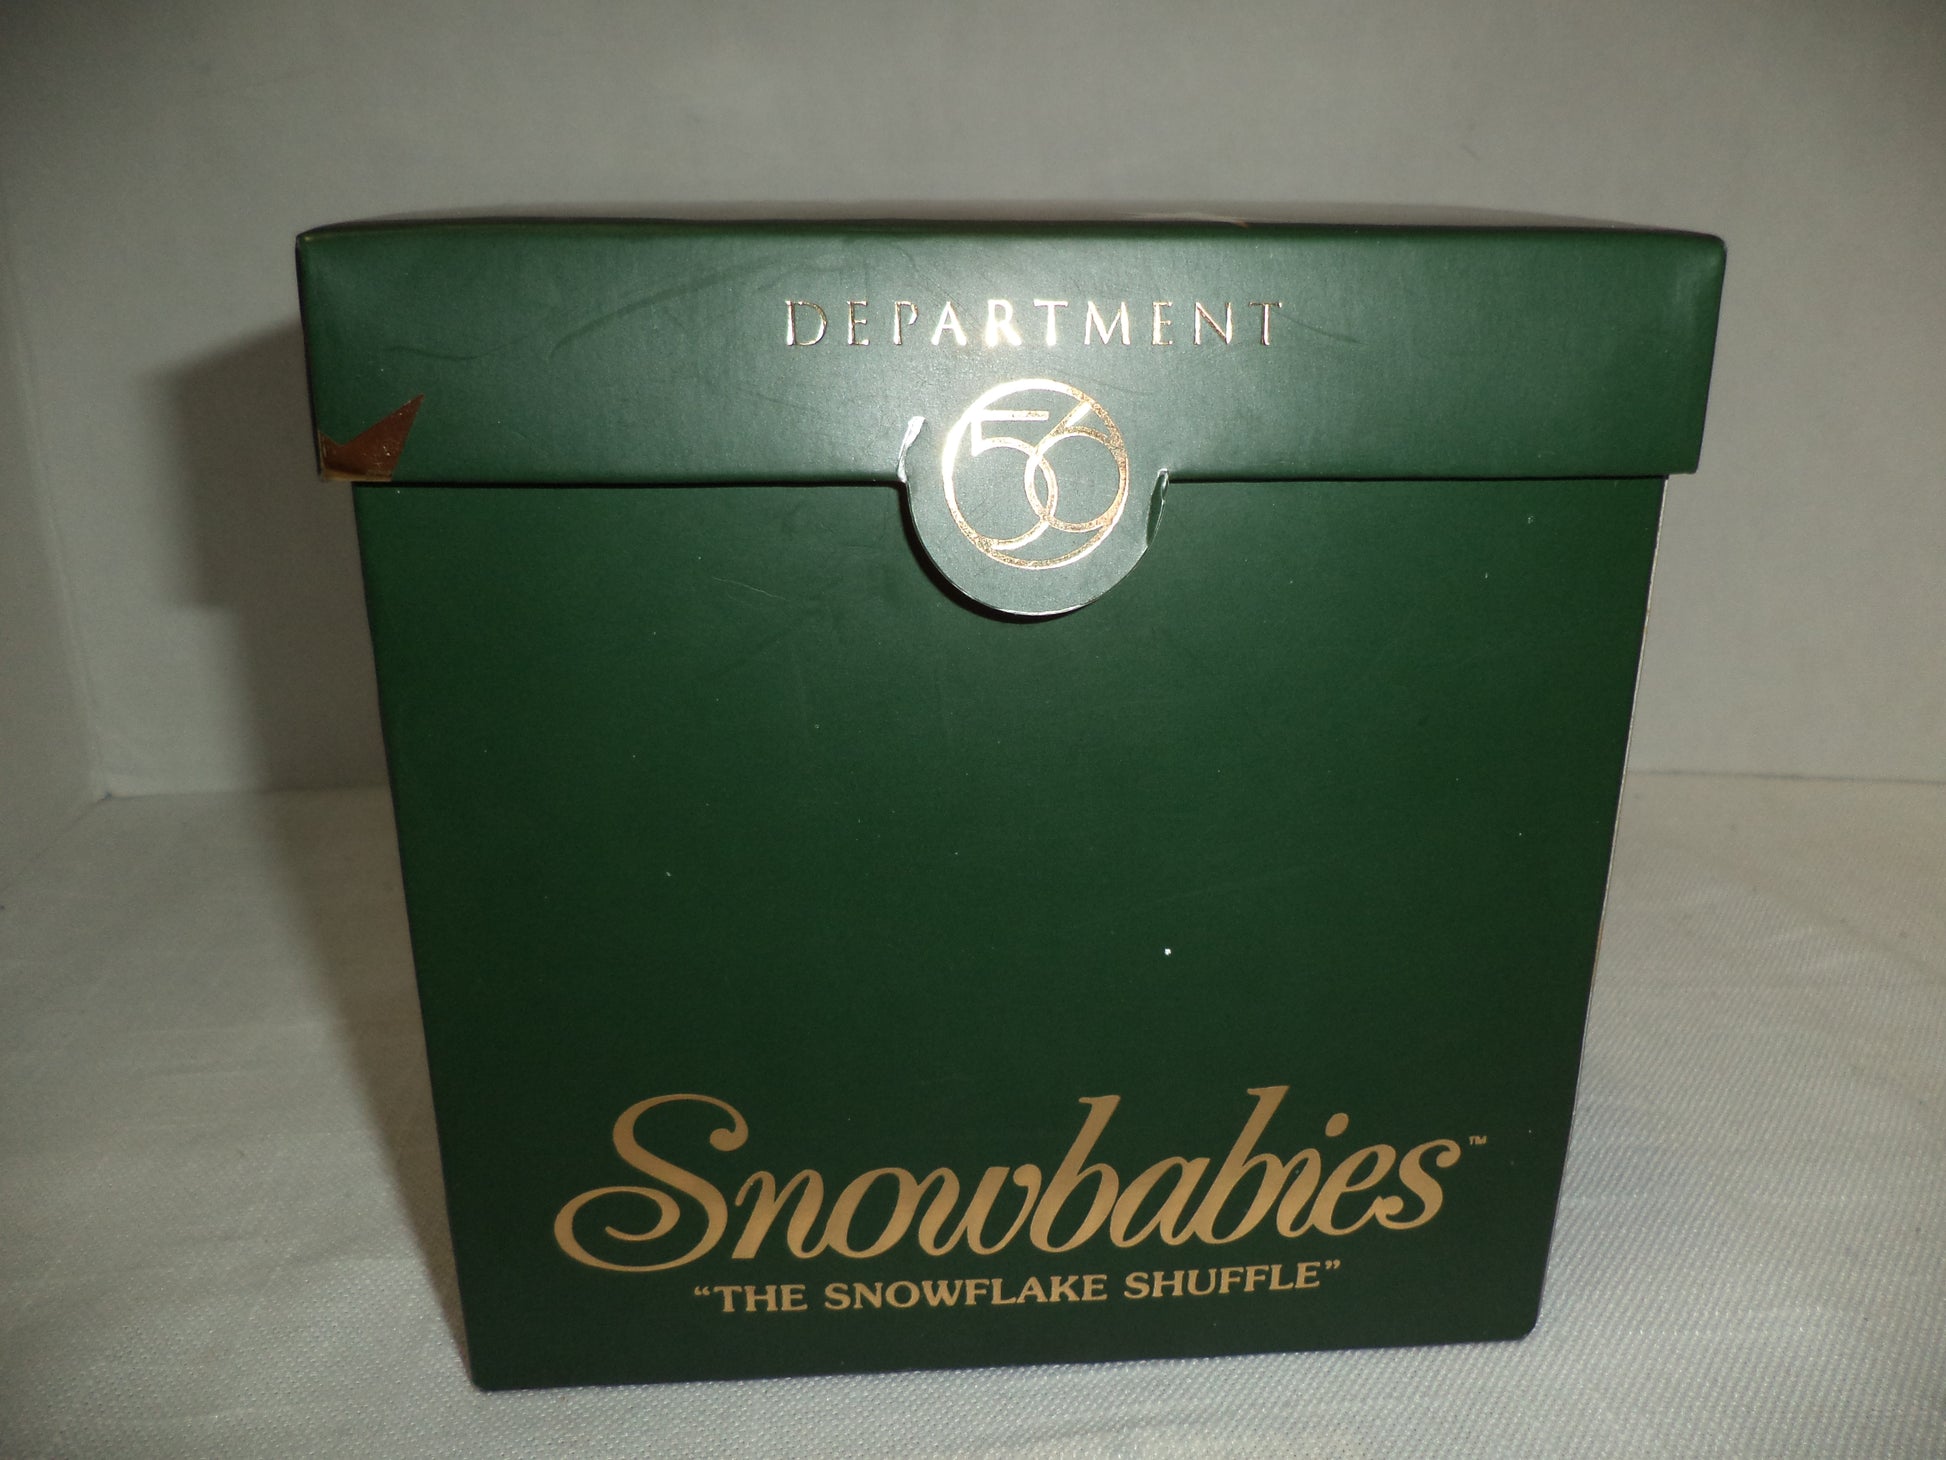 DEPARTMENT
56
Snowbabies™
“THE SNOWFLAKE SHUFFLE”